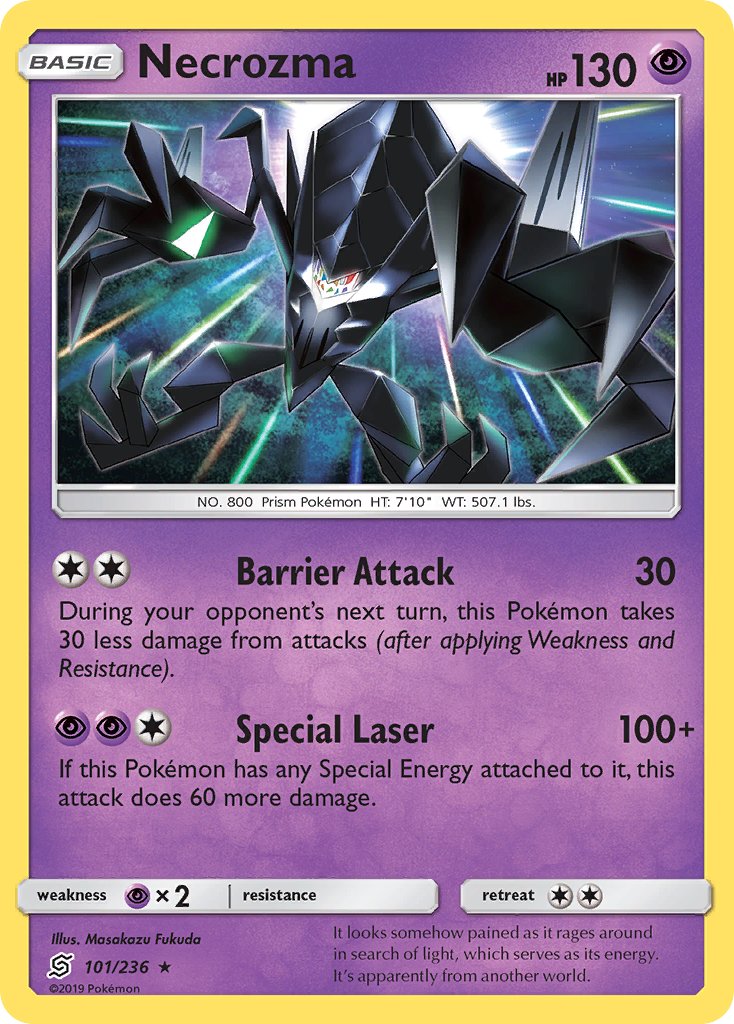 BASIC Necrozma HP 130
NO. 800 Prism Pokémon HT: 7'10" WT: 507.1 lbs.
Barrier Attack 30
During your opponent's next turn, this Pokémon takes
30 less damage from attacks (after applying Weakness and
Resistance).
Special Laser 100+
If this Pokémon has any Special Energy attached to it, this
attack does 60 more damage.
weakness × 2 resistance retreat
Illus. Masakazu Fukuda
101/236 ★
©2019 Pokémon
It looks somehow pained as it rages around
in search of light, which serves as its energy.
It's apparently from another world.